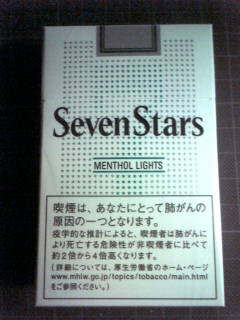 Seven Stars
MENTHOL LIGHTS
喫煙は、あなたにとって肺がんの
原因の一つとなります。
疫学的な推計によると、喫煙者は肺がんに
より死亡する危険性が非喫煙者に比べて
約2倍から4倍高くなります。
(詳細については、厚生労働省のホーム・ページ
www.mhlw.go.jp/topics/tobacco/main.html
をご参照ください。)